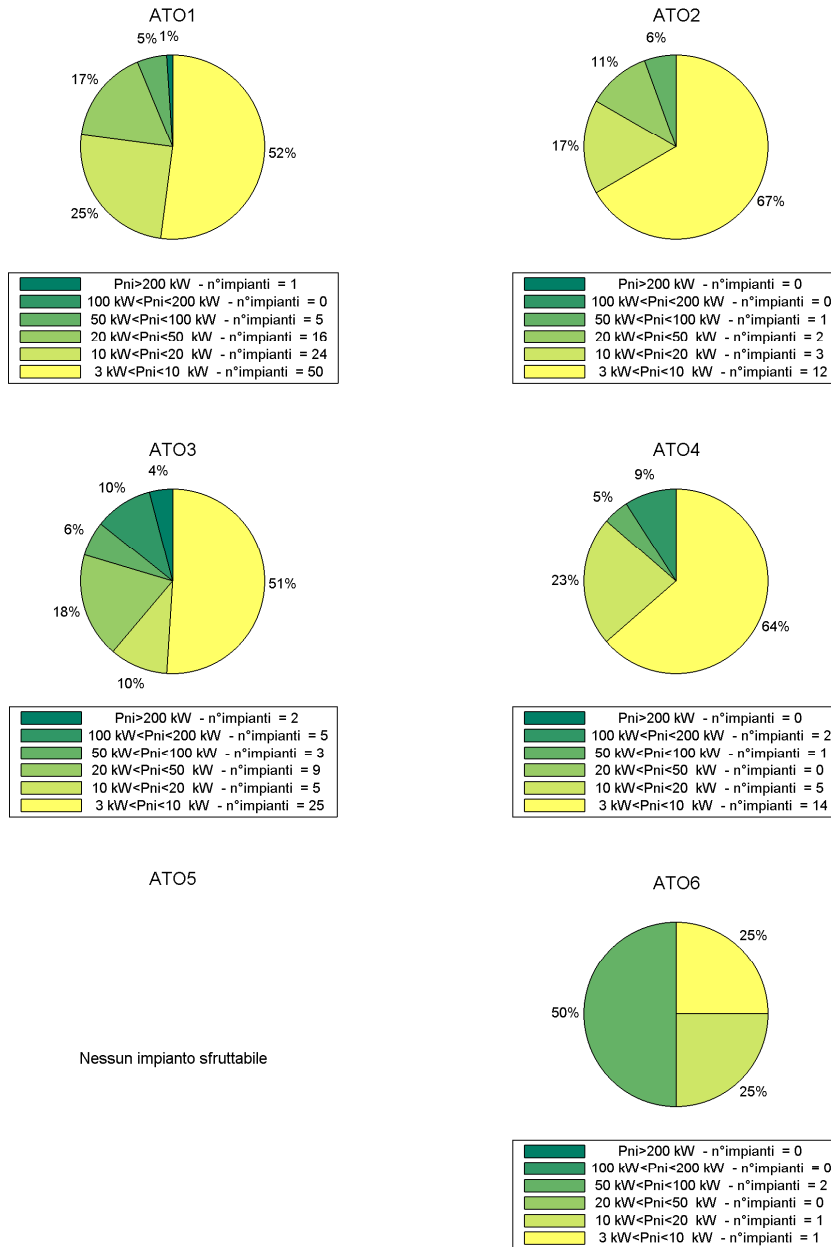 ATO1
5%
1%
17%
52%
25%
Pni>200 kW - n°impianti = 1
100 kW<Pni<200 kW - n°impianti = 0
50 kW<Pni<100 kW - n°impianti = 5
20 kW<Pni<50 kW - n°impianti = 16
10 kW<Pni<20 kW - n°impianti = 24
3 kW<Pni<10 kW - n°impianti = 50
ATO2
6%
11%
17%
67%
Pni>200 kW - n°impianti = 0
100 kW<Pni<200 kW - n°impianti = 0
50 kW<Pni<100 kW - n°impianti = 1
20 kW<Pni<50 kW - n°impianti = 2
10 kW<Pni<20 kW - n°impianti = 3
3 kW<Pni<10 kW - n°impianti = 12
ATO3
4%
10%
6%
51%
18%
10%
Pni>200 kW - n°impianti = 2
100 kW<Pni<200 kW - n°impianti = 5
50 kW<Pni<100 kW - n°impianti = 3
20 kW<Pni<50 kW - n°impianti = 9
10 kW<Pni<20 kW - n°impianti = 5
3 kW<Pni<10 kW - n°impianti = 25
ATO4
9%
5%
23%
64%
Pni>200 kW - n°impianti = 0
100 kW<Pni<200 kW - n°impianti = 2
50 kW<Pni<100 kW - n°impianti = 1
20 kW<Pni<50 kW - n°impianti = 0
10 kW<Pni<20 kW - n°impianti = 5
3 kW<Pni<10 kW - n°impianti = 14
ATO5
Nessun impianto sfruttabile
ATO6
25%
50%
25%
Pni>200 kW - n°impianti = 0
100 kW<Pni<200 kW - n°impianti = 0
50 kW<Pni<100 kW - n°impianti = 2
20 kW<Pni<50 kW - n°impianti = 0
10 kW<Pni<20 kW - n°impianti = 1
3 kW<Pni<10 kW - n°impianti = 1